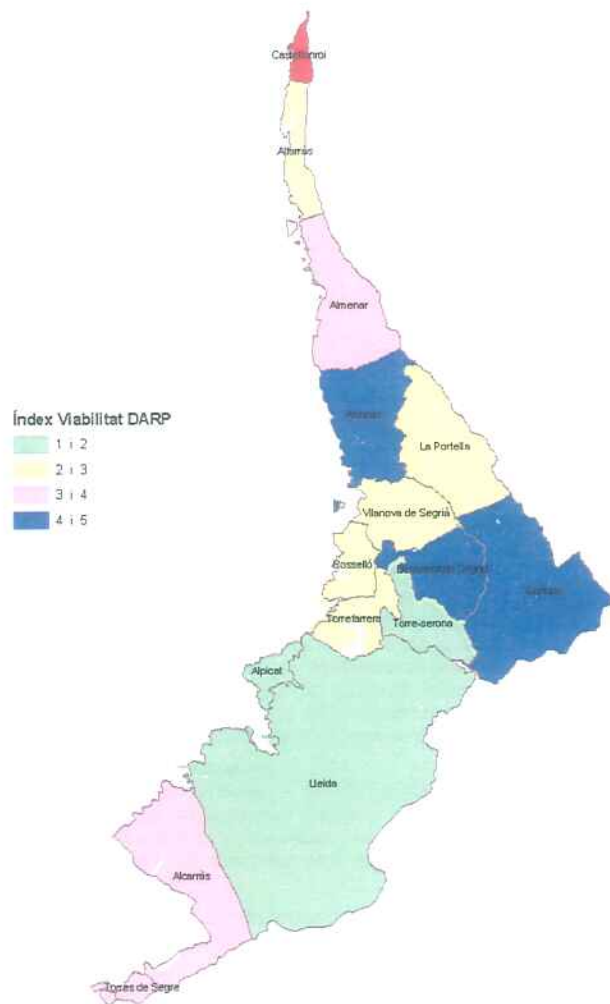 Castellonroi
Alfarràs
Almenar
Índex Viabilitat DARP
1 i 2
2 i 3
3 i 4
4 i 5
La Portella
Vilanova de Segrià
Rosselló
Torrefarrera
Torre-serona
Alpicat
Lleida
Alcarràs
Torres de Segre